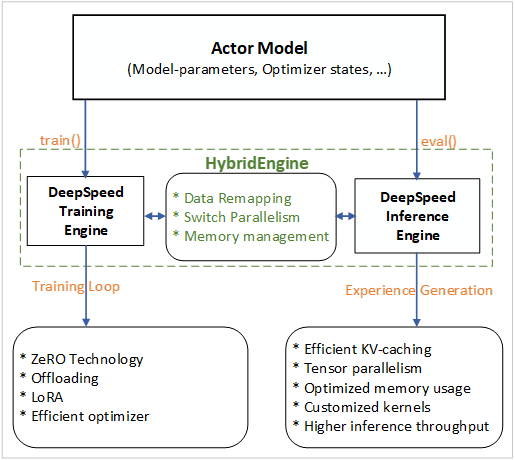 Actor Model
(Model-parameters, Optimizer states, ...)
train()
eval()
HybridEngine
DeepSpeed
Training
Engine
* Data Remapping
* Switch Parallelism
* Memory management
DeepSpeed
Inference
Engine
Training Loop
Experience Generation
* ZeRO Technology
* Offloading
* LoRA
* Efficient optimizer
* Efficient KV-caching
* Tensor parallelism
* Optimized memory usage
* Customized kernels
* Higher inference throughput